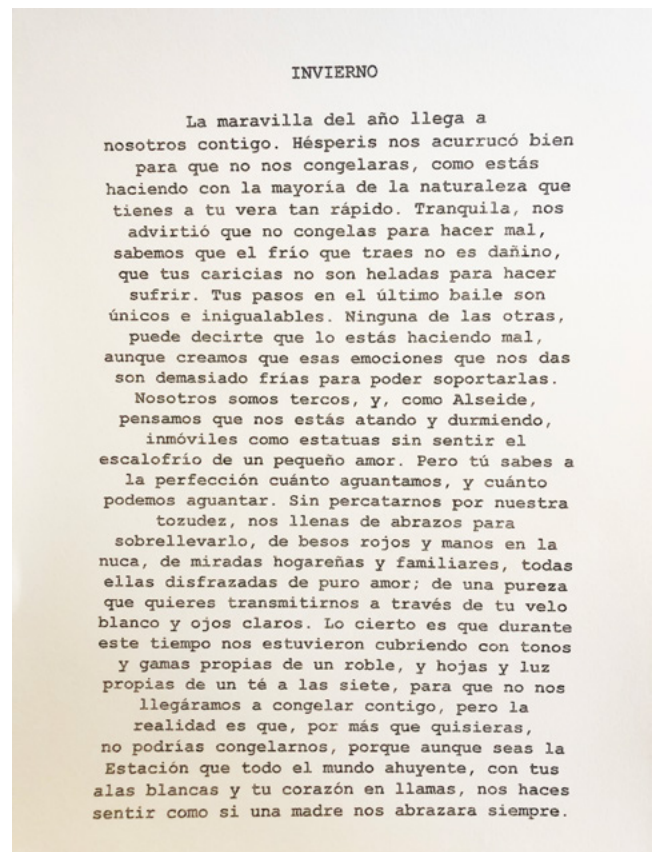 INVIERNO
La maravilla del año llega a
nosotros contigo. Hésperis nos acurrucó bien
para que no nos congelaras, como estás
haciendo con la mayoría de la naturaleza que
tienes a tu vera tan rápido. Tranquila, nos
advirtió que no congelas para hacer mal,
sabemos que el frío que traes no es dañino,
que tus caricias no son heladas para hacer
sufrir. Tus pasos en el último baile son
únicos e inigualables. Ninguna de las otras,
puede decirte que lo estás haciendo mal,
aunque creamos que esas emociones que nos das
son demasiado frías para poder soportarlas.
Nosotros somos tercos, y, como Alseide,
pensamos que nos estás atando y durmiendo,
inmóviles como estatuas sin sentir el
escalofrío de un pequeño amor. Pero tú sabes a
la perfección cuánto aguantamos, y cuánto
podemos aguantar. Sin percatarnos por nuestra
tozudez, nos llenas de abrazos para
sobrellevarlo, de besos rojos y manos en la
nuca, de miradas hogareñas y familiares, todas
ellas disfrazadas de puro amor; de una pureza
que quieres transmitirnos a través de tu velo
blanco y ojos claros. Lo cierto es que durante
este tiempo nos estuvieron cubriendo con tonos
y gamas propias de un roble, y hojas y luz
propias de un té a las siete, para que no nos
llegáramos a congelar contigo, pero la
realidad es que, por más que quisieras,
no podrías congelarnos, porque aunque seas la
Estación que todo el mundo ahuyente, con tus
alas blancas y tu corazón en llamas, nos haces
sentir como si una madre nos abrazara siempre.